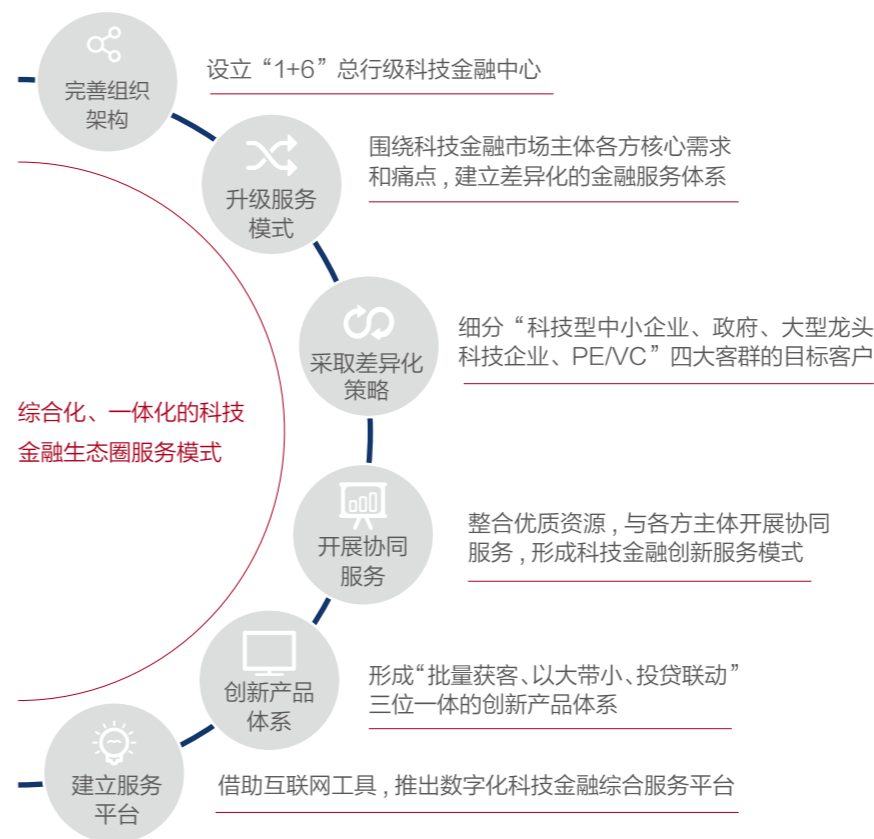 完善组织
架构
设立“1+6”总行级科技金融中心
升级服务
模式
围绕科技金融市场主体各方核心需求
和痛点,建立差异化的金融服务体系
采取差异化
策略
细分“科技型中小企业、政府、大型龙头
科技企业、PE/VC”四大客群的目标客户
综合化、一体化的科技
金融生态圈服务模式
开展协同
服务
整合优质资源,与各方主体开展协同
服务,形成科技金融创新服务模式
创新产品
体系
形成“批量获客、以大带小、投贷联动”
三位一体的创新产品体系
建立服务
平台
借助互联网工具,推出数字化科技金融综合服务平台